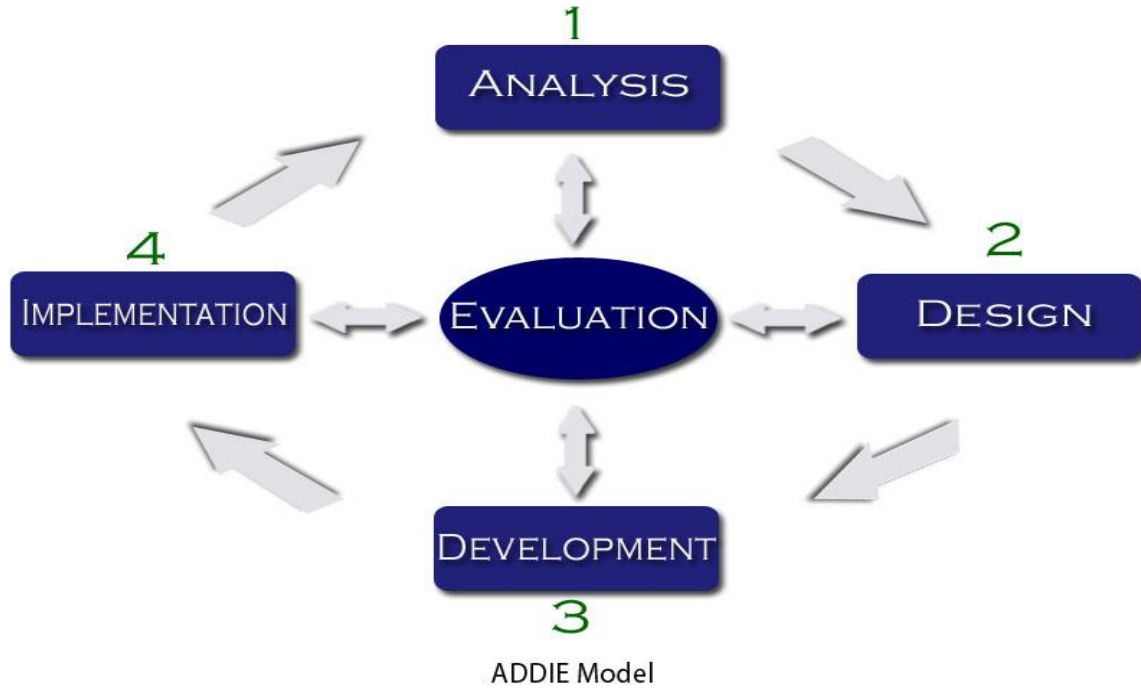 1
ANALYSIS
4
2
IMPLEMENTATION
EVALUATION
DESIGN
DEVELOPMENT
3
ADDIE Model